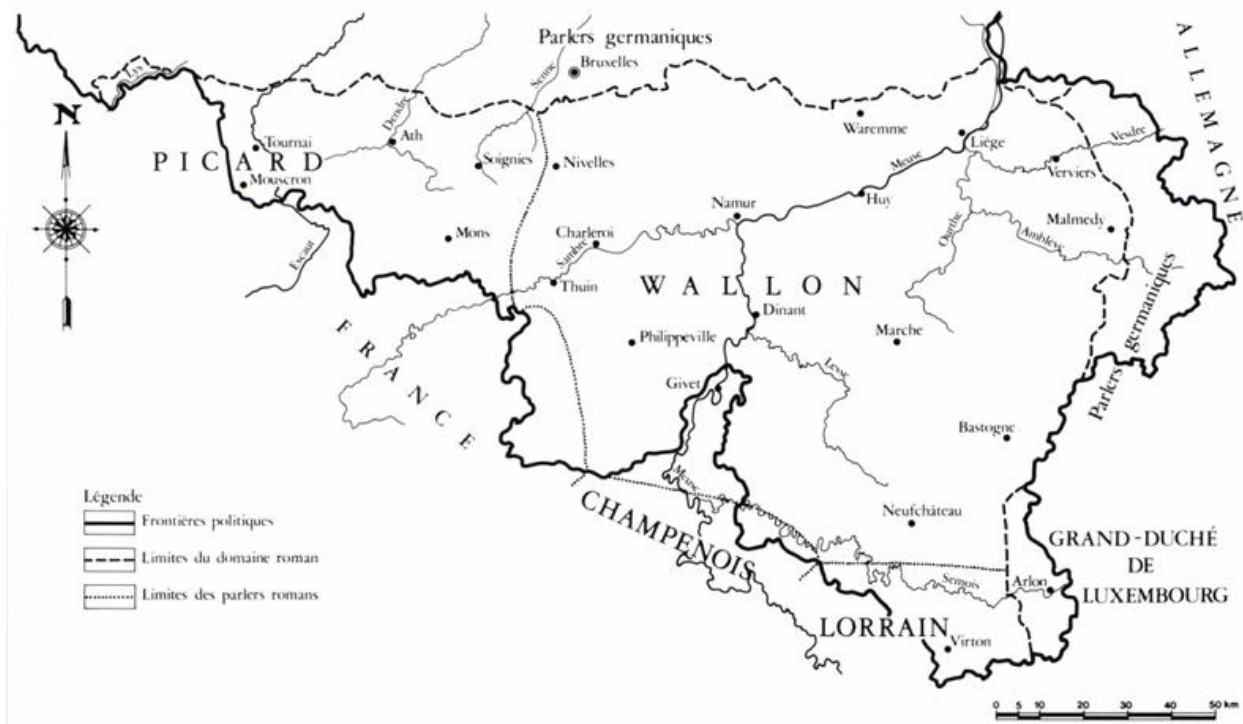 Parlers germaniques
Bruxelles
ALLEMAGNE
Lys
Dendre
Senne
N
Tournai
Ath
Waremme
PICARD
Soignies
Nivelles
Meuse
Liège
Vesdre
Verviers
Mouscron
Huy
Namur
Malmedy
Mons
Charleroi
Ourthe
Amblève
Escaut
Sambre
Thuin
WALLON
Dinant
FRANCE
Philippeville
Marche
Parlers germaniques
Givet
Lesse
Bastogne
Meuse
Légende
Frontières politiques
Limites du domaine roman
Limites des parlers romans
CHAMPENOIS
Neufchâteau
GRAND-DUCHÉ
DE
LUXEMBOURG
Semois
Arlon
LORRAIN
Virton
0 5 10 20 30 40 50 km